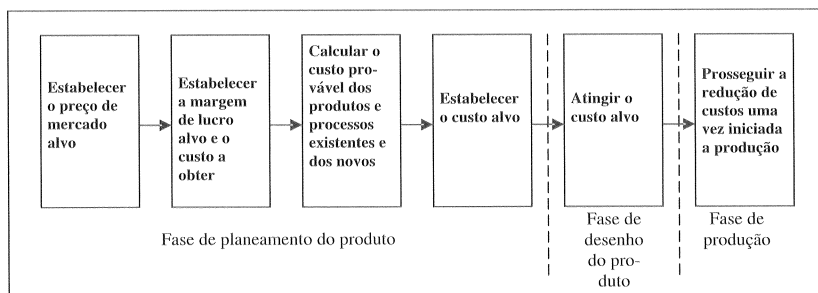 Estabelecer
o preço de
mercado
alvo
Estabelecer
a margem
de lucro
alvo e o
custo a
obter
Calcular o
custo pro-
vável dos
produtos e
processos
existentes e
dos novos
Estabelecer
o custo alvo
Atingir o
custo alvo
Prosseguir a
redução de
custos uma
vez iniciada
a produção
Fase de planeamento do produto
Fase de
desenho
do pro-
duto
Fase de
produção